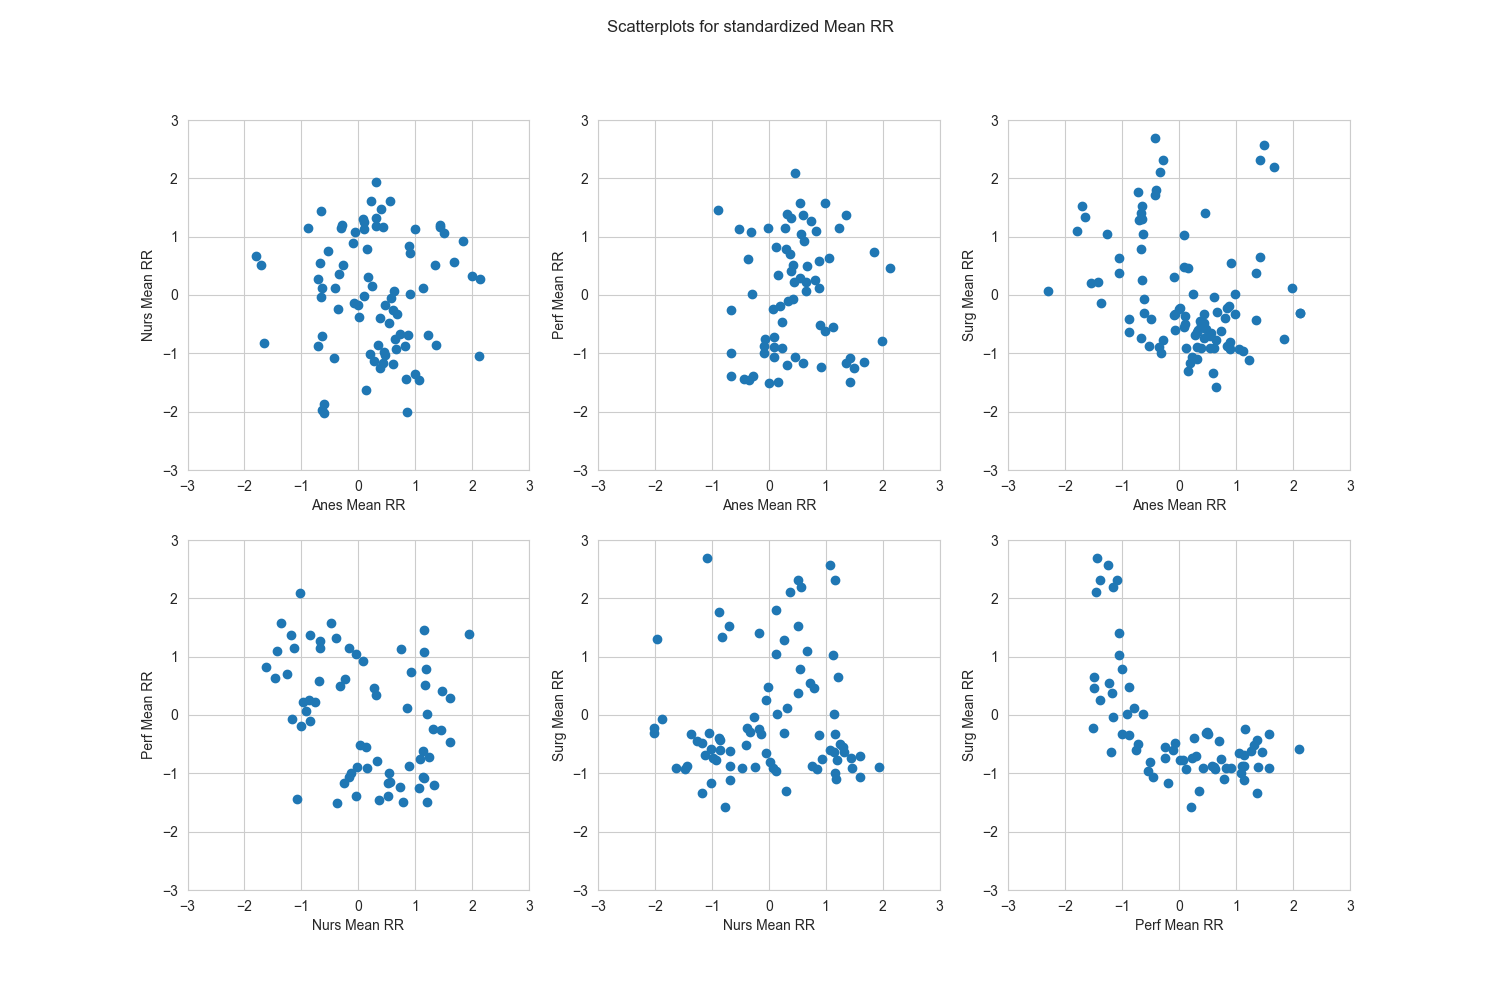 Scatterplots for standardized Mean RR
3 3 3
2 2 2
1 1 1
0 0 0
−1 −1 −1
−2 −2 −2
−3 −3 −3
Nurs Mean RR
Perf Mean RR
Surg Mean RR
−3 −2 −1 0 1 2 3 −3 −2 −1 0 1 2 3 −3 −2 −1 0 1 2 3
Anes Mean RR Anes Mean RR Anes Mean RR
3 3 3
2 2 2
1 1 1
0 0 0
−1 −1 −1
−2 −2 −2
−3 −3 −3
Perf Mean RR
Surg Mean RR
Surg Mean RR
−3 −2 −1 0 1 2 3 −3 −2 −1 0 1 2 3 −3 −2 −1 0 1 2 3
Nurs Mean RR Nurs Mean RR Perf Mean RR